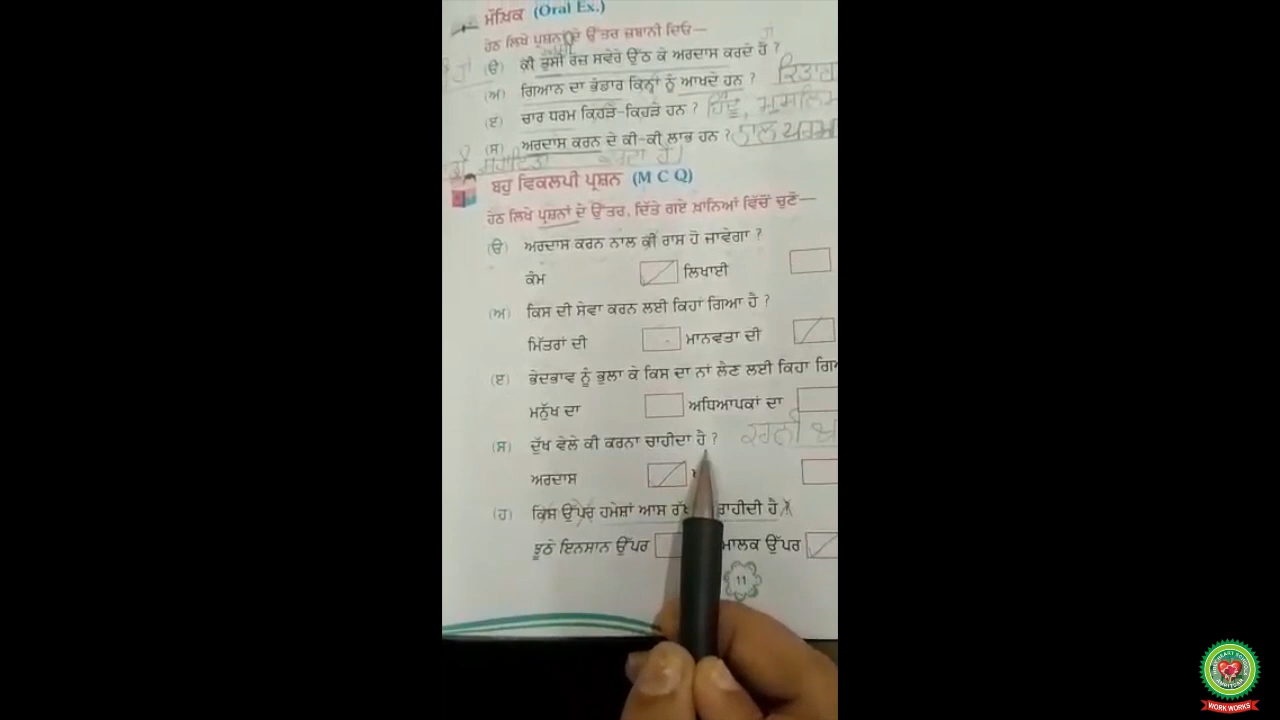 ਮੌਖਿਕ (Oral Ex.)
ਹੇਠ ਲਿਖੇ ਪ੍ਰਸ਼ਨਾਂ ਦੇ ਉੱਤਰ ਜ਼ਬਾਨੀ ਦਿਓ—
(ੳ) ਕੀ ਤੁਸੀਂ ਰੋਜ਼ ਸਵੇਰੇ ਉੱਠ ਕੇ ਅਰਦਾਸ ਕਰਦੇ ਹੋ ? ਹਾਂ
(ਅ) ਗਿਆਨ ਦਾ ਭੰਡਾਰ ਕਿਨ੍ਹਾਂ ਨੂੰ ਆਖਦੇ ਹਨ ?
(ੲ) ਚਾਰ ਧਰਮ ਕਿਹੜੇ-ਕਿਹੜੇ ਹਨ ? ਹਿੰਦੂ, ਮੁਸਲਿਮ
(ਸ) ਅਰਦਾਸ ਕਰਨ ਦੇ ਕੀ-ਕੀ ਲਾਭ ਹਨ ?
ਬਹੁ ਵਿਕਲਪੀ ਪ੍ਰਸ਼ਨ (M C Q)
ਹੇਠ ਲਿਖੇ ਪ੍ਰਸ਼ਨਾਂ ਦੇ ਉੱਤਰ, ਦਿੱਤੇ ਗਏ ਖ਼ਾਨਿਆਂ ਵਿੱਚੋਂ ਚੁਣੋ—
(ੳ) ਅਰਦਾਸ ਕਰਨ ਨਾਲ ਕੀ ਰਾਸ ਹੋ ਜਾਵੇਗਾ ?
ਕੰਮ ਲਿਖਾਈ
(ਅ) ਕਿਸ ਦੀ ਸੇਵਾ ਕਰਨ ਲਈ ਕਿਹਾ ਗਿਆ ਹੈ ?
ਮਿੱਤਰਾਂ ਦੀ ਮਾਨਵਤਾ ਦੀ
(ੲ) ਭੇਦਭਾਵ ਨੂੰ ਭੁਲਾ ਕੇ ਕਿਸ ਦਾ ਨਾਂ ਲੈਣ ਲਈ ਕਿਹਾ
ਮਨੁੱਖ ਦਾ ਅਧਿਆਪਕਾਂ ਦਾ
(ਸ) ਦੁੱਖ ਵੇਲੇ ਕੀ ਕਰਨਾ ਚਾਹੀਦਾ ਹੈ ?
ਅਰਦਾਸ
(ਹ) ਕਿਸ ਉੱਪਰ ਹਮੇਸ਼ਾਂ ਆਸ ਹੈ
ਝੂਠੇ ਇਨਸਾਨ ਉੱਪਰ ਮਾਲਕ ਉੱਪਰ
11
WORK WORKS